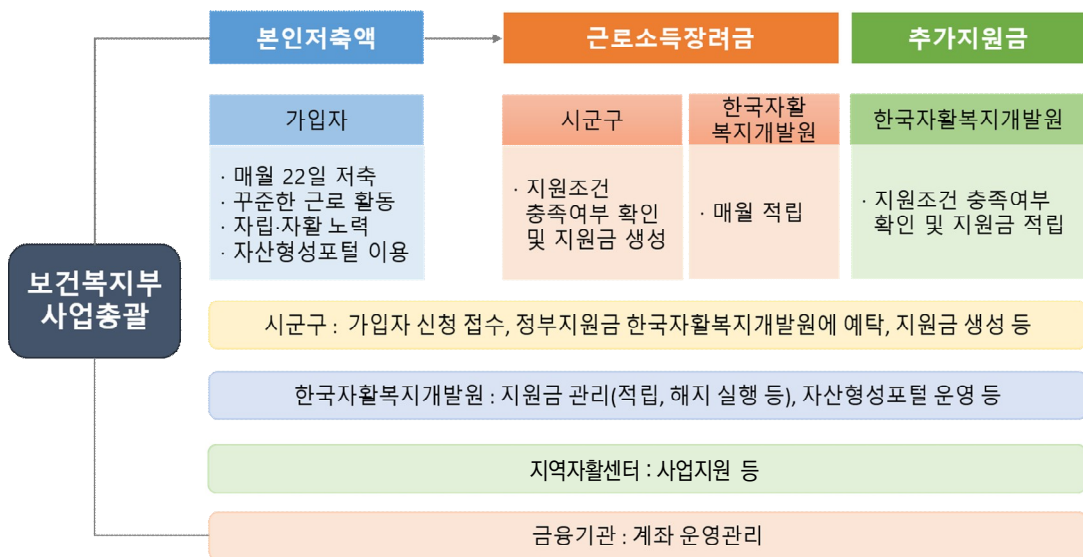 본인저축액
근로소득장려금
추가지원금
가입자
· 매월 22일 저축
· 꾸준한 근로 활동
· 자립·자활 노력
· 자산형성포털 이용
시군구
· 지원조건
충족여부 확인
및 지원금 생성
한국자활
복지개발원
· 매월 적립
한국자활복지개발원
· 지원조건 충족여부
확인 및 지원금 적립
보건복지부
사업총괄
시군구 : 가입자 신청 접수, 정부지원금 한국자활복지개발원에 예탁, 지원금 생성 등
한국자활복지개발원 : 지원금 관리(적립, 해지 실행 등), 자산형성포털 운영 등
지역자활센터 : 사업지원 등
금융기관 : 계좌 운영관리